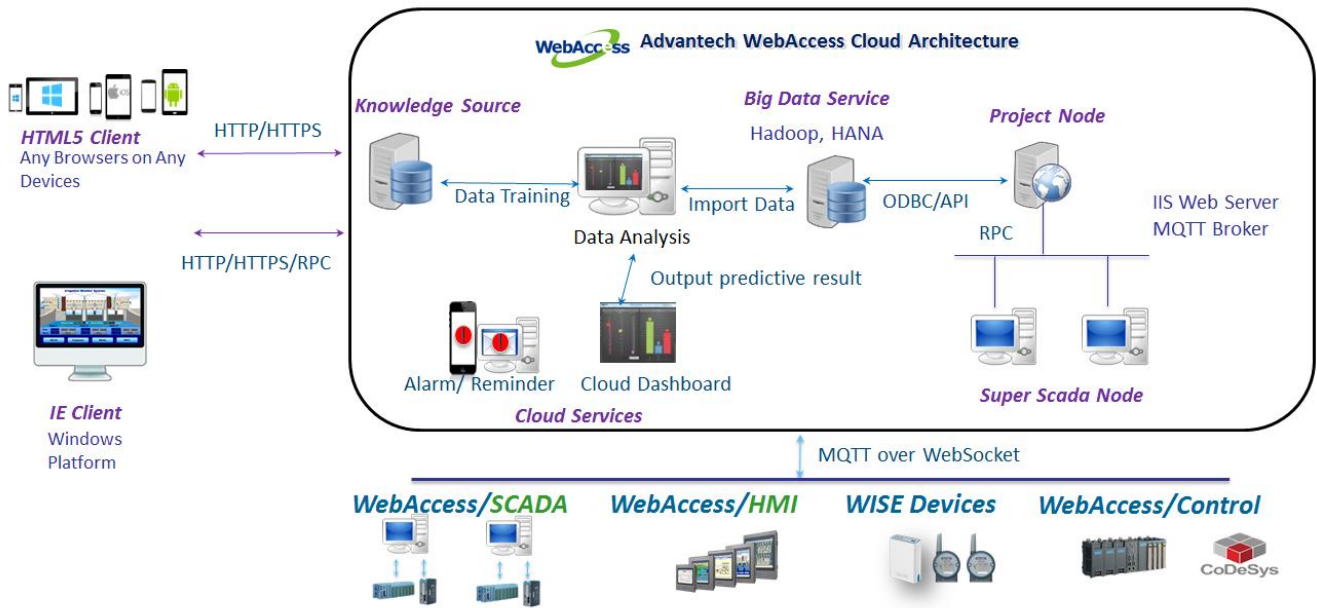 WebAccess Advantech WebAccess Cloud Architecture
Knowledge Source
Big Data Service
Hadoop, HANA
Project Node
iOS
HTML5 Client
Any Browsers on Any
Devices
HTTP/HTTPS
Data Training
Import Data
ODBC/API
IIS Web Server
MQTT Broker
RPC
Data Analysis
HTTP/HTTPS/RPC
Output predictive result
Alarm/ Reminder
Cloud Dashboard
Cloud Services
Super Scada Node
IE Client
Windows
Platform
MQTT over WebSocket
WebAccess/SCADA
WebAccess/HMI
WISE Devices
WebAccess/Control
CoDeSys